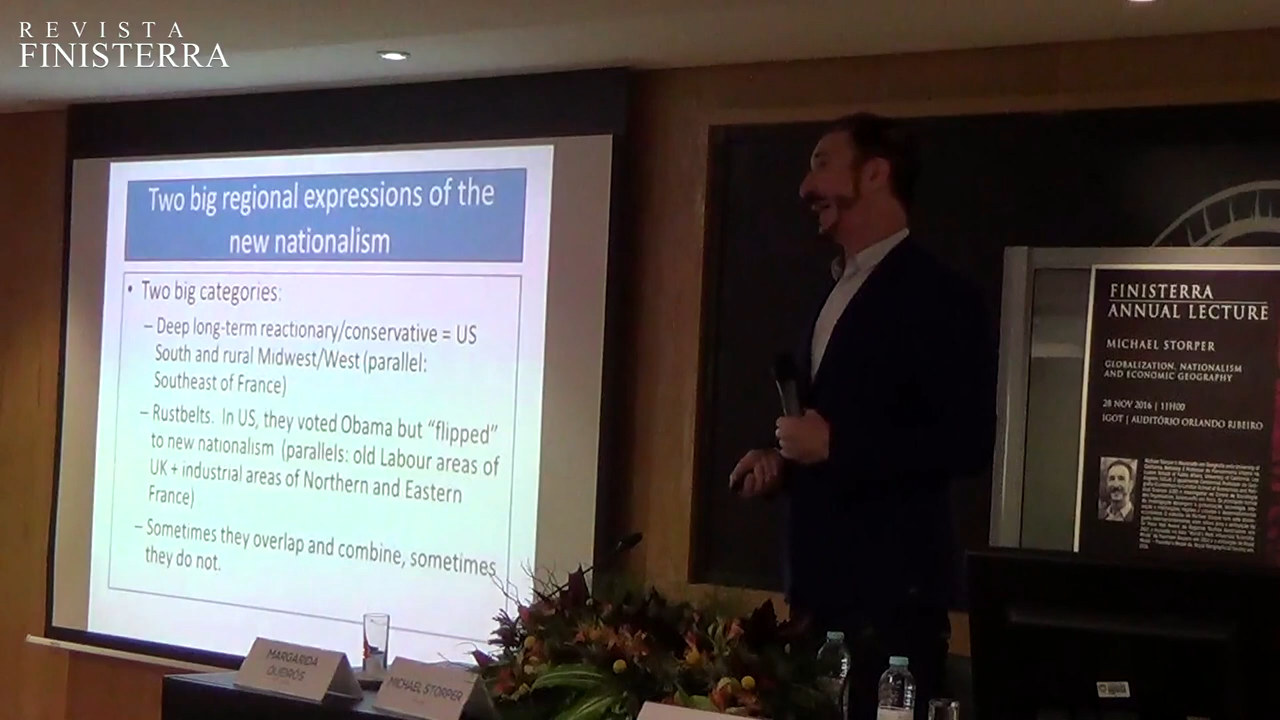 REVISTA
FINISTERRA
Two big regional expressions of the
new nationalism
• Two big categories:
– Deep long-term reactionary/conservative = US
South and rural Midwest/West (parallel:
Southeast of France)
– Rustbelts. In US, they voted Obama but “flipped”
to new nationalism (parallels: old Labour areas of
UK + industrial areas of Northern and Eastern
France)
– Sometimes they overlap and combine, sometimes
they do not.
MARGARIDA
QUEIRÓS
MICHAEL STORPER
FINISTERRA
ANNUAL LECTURE
MICHAEL STORPER
GLOBALIZATION, NATIONALISM
AND ECONOMIC GEOGRAPHY
28 NOV 2016 | 11H00
IGOT | AUDITÓRIO ORLANDO RIBEIRO